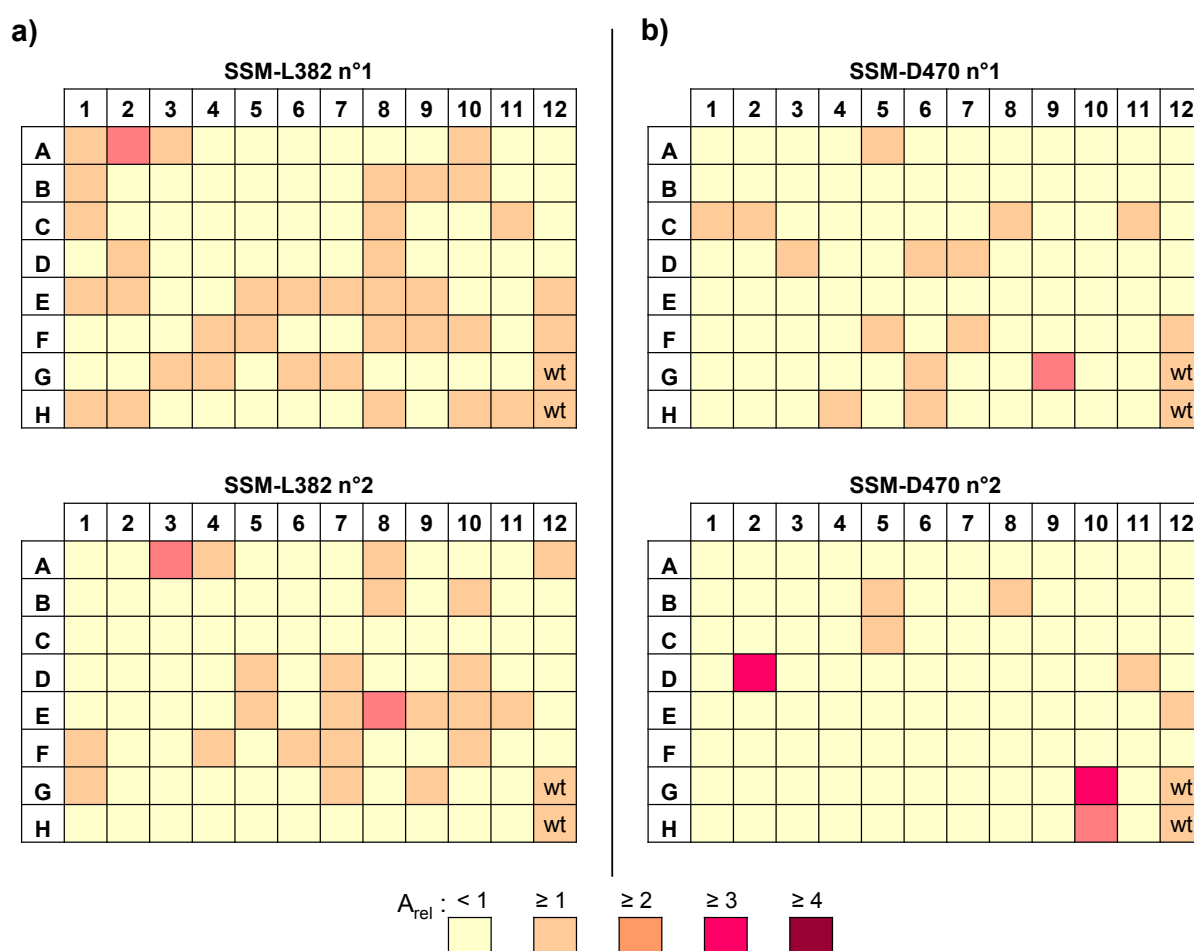 a)
SSM-L382 n°1
1 2 3 4 5 6 7 8 9 10 11 12
A
B
C
D
E
F
G wt
H wt
SSM-L382 n°2
1 2 3 4 5 6 7 8 9 10 11 12
A
B
C
D
E
F
G wt
H wt
b)
SSM-D470 n°1
1 2 3 4 5 6 7 8 9 10 11 12
A
B
C
D
E
F
G wt
H wt
SSM-D470 n°2
1 2 3 4 5 6 7 8 9 10 11 12
A
B
C
D
E
F
G wt
H wt
Arel : < 1 ≥ 1 ≥ 2 ≥ 3 ≥ 4